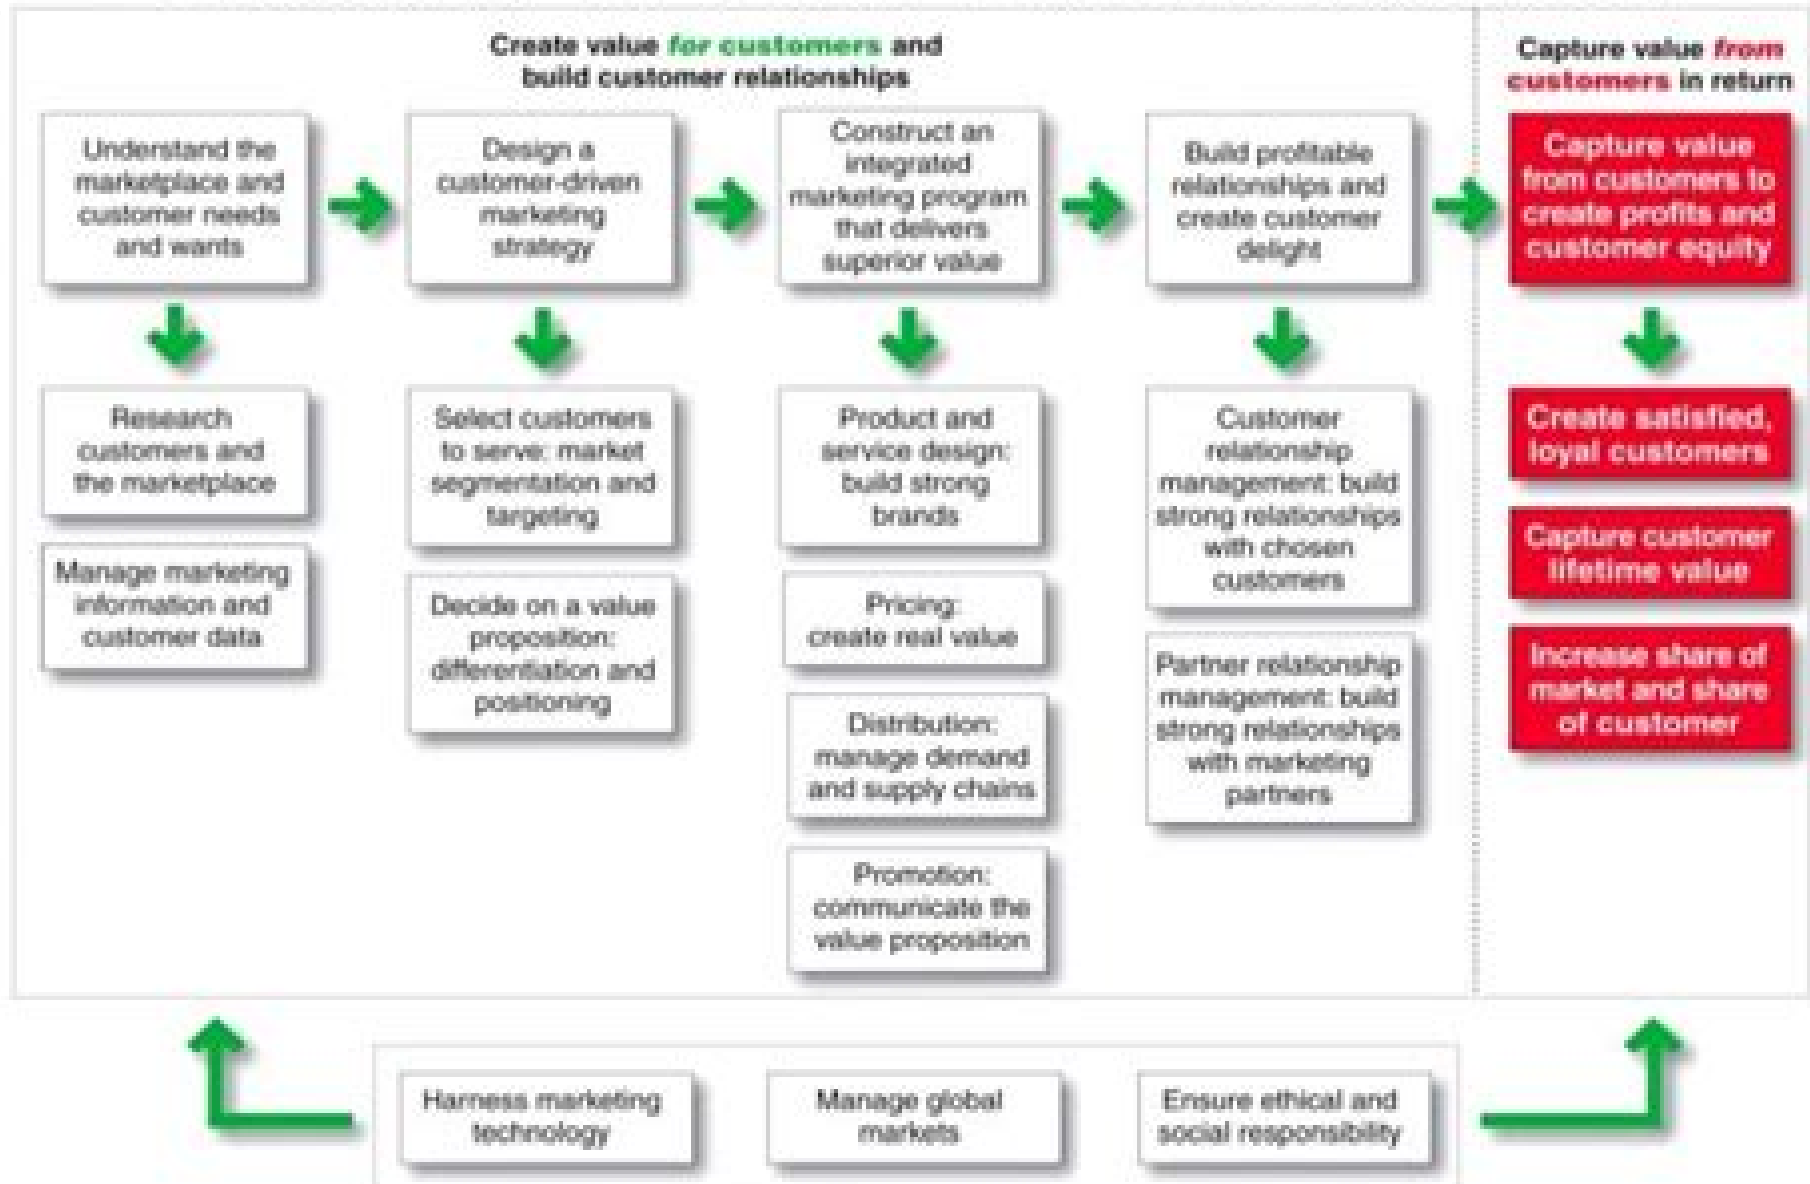 Create value for customers and
build customer relationships
Capture value from
customers in return
Understand the
marketplace and
customer needs
and wants
Design a
customer-driven
marketing
strategy
Construct an
integrated
marketing program
that delivers
superior value
Build profitable
relationships and
create customer
delight
Capture value
from customers to
create profits and
customer equity
Research
customers and
the marketplace
Manage marketing
information and
customer data
Select customers
to serve: market
segmentation and
targeting
Decide on a value
proposition:
differentiation and
positioning
Product and
service design:
build strong
brands
Pricing:
create real value
Distribution:
manage demand
and supply chains
Promotion:
communicate the
value proposition
Customer
relationship
management: build
strong relationships
with chosen
customers
Partner relationship
management: build
strong relationships
with marketing
partners
Create satisfied,
loyal customers
Capture customer
lifetime value
Increase share of
market and share
of customer
Harness marketing
technology
Manage global
markets
Ensure ethical and
social responsibility